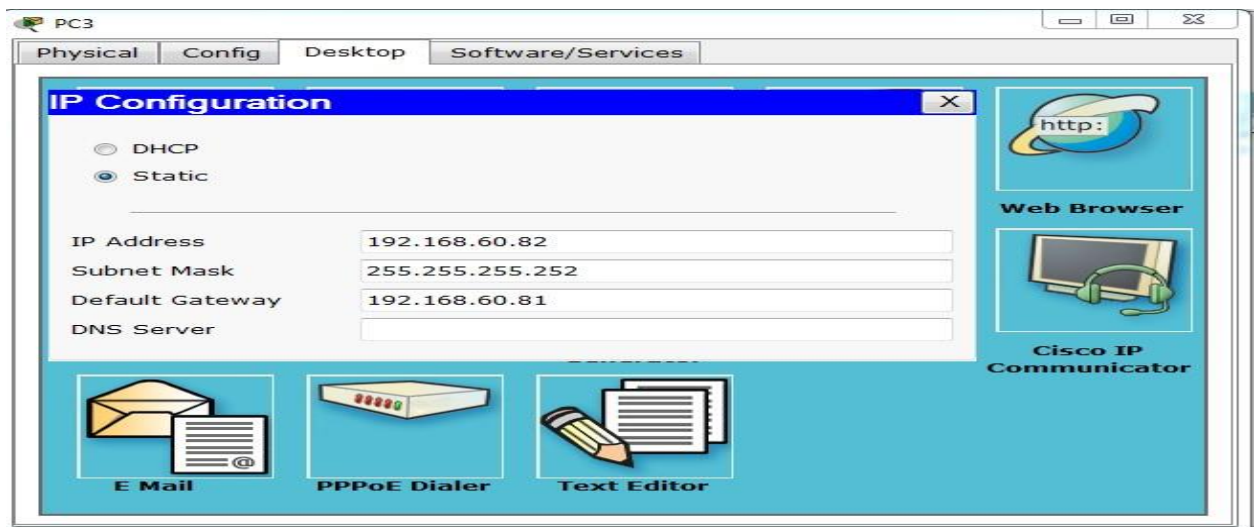 PC3
Physical Config Desktop Software/Services
IP Configuration X
http:
DHCP
Static
Web Browser
IP Address 192.168.60.82
Subnet Mask 255.255.255.252
Default Gateway 192.168.60.81
DNS Server
Cisco IP
Communicator
@
E Mail PPPoE Dialer Text Editor